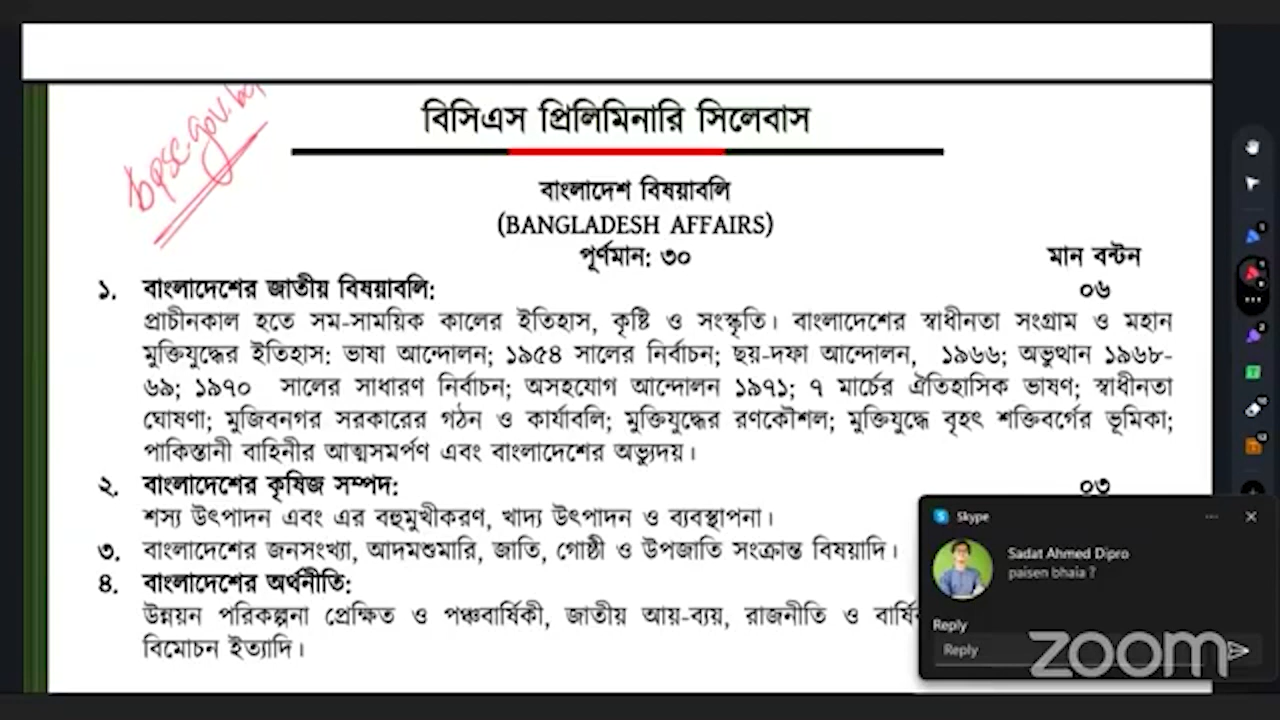 bpsc.gov.bd
বিসিএস প্রিলিমিনারি সিলেবাস
বাংলাদেশ বিষয়াবলি
(BANGLADESH AFFAIRS)
পূর্ণমান: ৩০ মান বন্টন
১. বাংলাদেশের জাতীয় বিষয়াবলি: ০৬
প্রাচীনকাল হতে সম-সাময়িক কালের ইতিহাস, কৃষ্টি ও সংস্কৃতি। বাংলাদেশের স্বাধীনতা সংগ্রাম ও মহান
মুক্তিযুদ্ধের ইতিহাস: ভাষা আন্দোলন; ১৯৫৪ সালের নির্বাচন; ছয়-দফা আন্দোলন, ১৯৬৬; অভুত্থান ১৯৬৮-
৬৯; ১৯৭০ সালের সাধারণ নির্বাচন; অসহযোগ আন্দোলন ১৯৭১; ৭ মার্চের ঐতিহাসিক ভাষণ; স্বাধীনতা
ঘোষণা; মুজিবনগর সরকারের গঠন ও কার্যাবলি; মুক্তিযুদ্ধের রণকৌশল; মুক্তিযুদ্ধে বৃহৎ শক্তিবর্গের ভূমিকা;
পাকিস্তানী বাহিনীর আত্মসমর্পণ এবং বাংলাদেশের অভ্যুদয়।
২. বাংলাদেশের কৃষিজ সম্পদ: ০৩
শস্য উৎপাদন এবং এর বহুমুখীকরণ, খাদ্য উৎপাদন ও ব্যবস্থাপনা।
৩. বাংলাদেশের জনসংখ্যা, আদমশুমারি, জাতি, গোষ্ঠী ও উপজাতি সংক্রান্ত বিষয়াদি।
৪. বাংলাদেশের অর্থনীতি:
উন্নয়ন পরিকল্পনা প্রেক্ষিত ও পঞ্চবার্ষিকী, জাতীয় আয়-ব্যয়, রাজনীতি ও
বিমোচন ইত্যাদি।
Skype
Sadat Ahmed Dipro
paisen bhaia ?
Reply
Reply
zoom